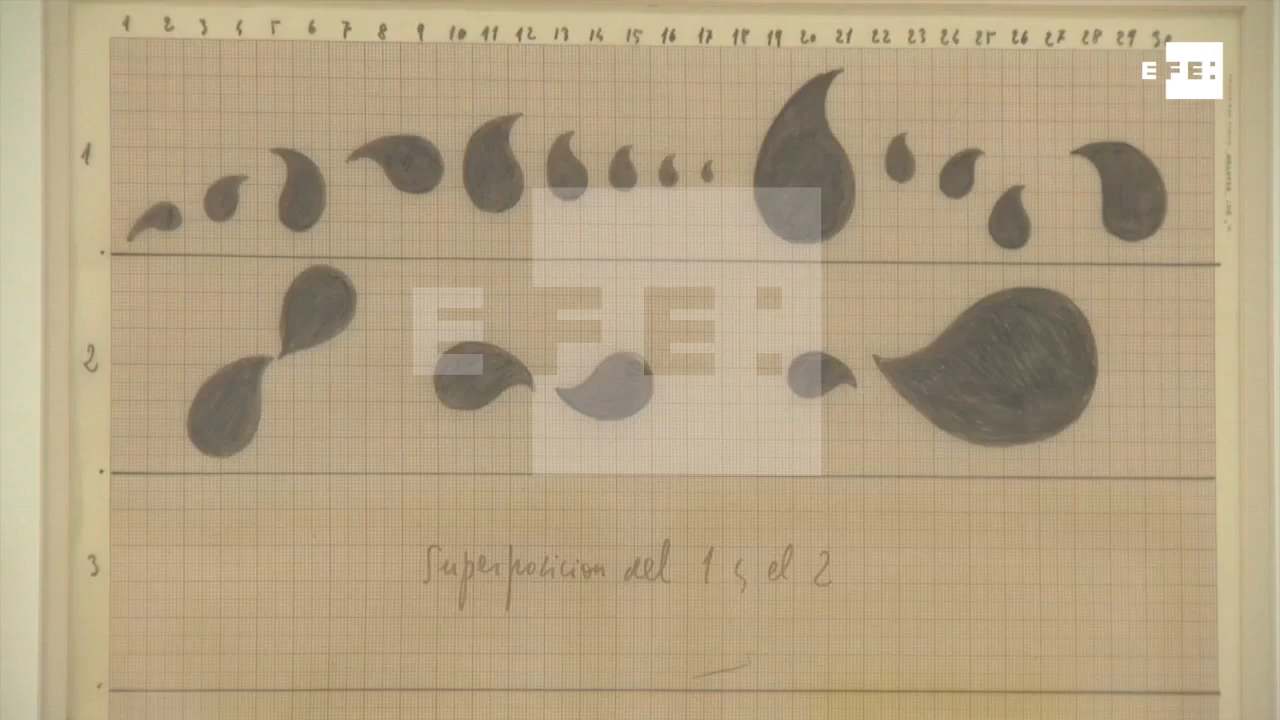 1 2 3 4 5 6 7 8 9 10 11 12 13 14 15 16 17 18 19 20 21 22 23 24 25 26 27 28 29 30
EFE:
1
2
EFE:
3
Superposicion del 1 y el 2